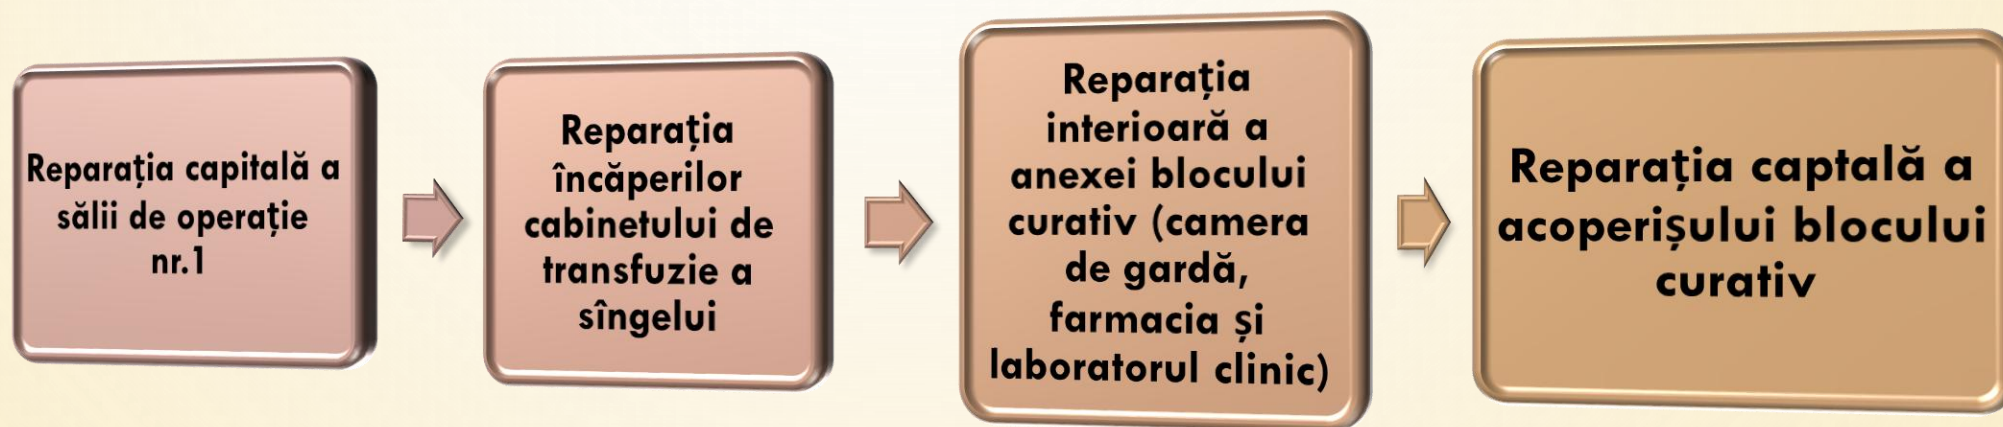 Reparația capitală a
sălii de operație
nr.1
Reparația
încăperilor
cabinetului de
transfuzie a
sîngelui
Reparația
interioară a
anexei blocului
curativ (camera
de gardă,
farmacia și
laboratorul clinic)
Reparația captală a
acoperișului blocului
curativ